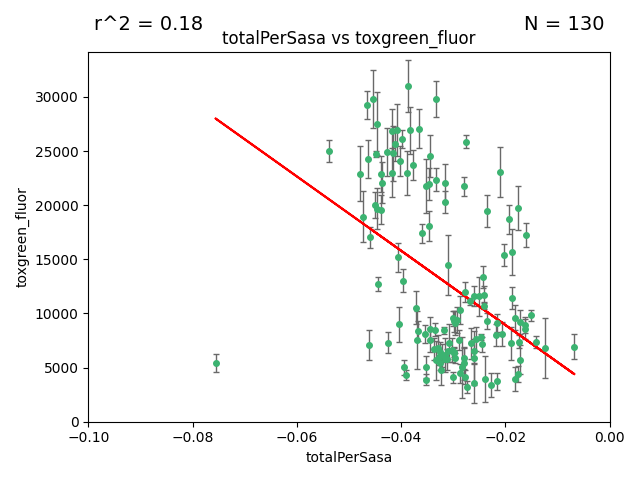 r^2 = 0.18
N = 130
totalPerSasa vs toxgreen_fluor
30000
25000
20000
15000
10000
5000
0
toxgreen_fluor
−0.10
−0.08
−0.06
−0.04
−0.02
0.00
totalPerSasa